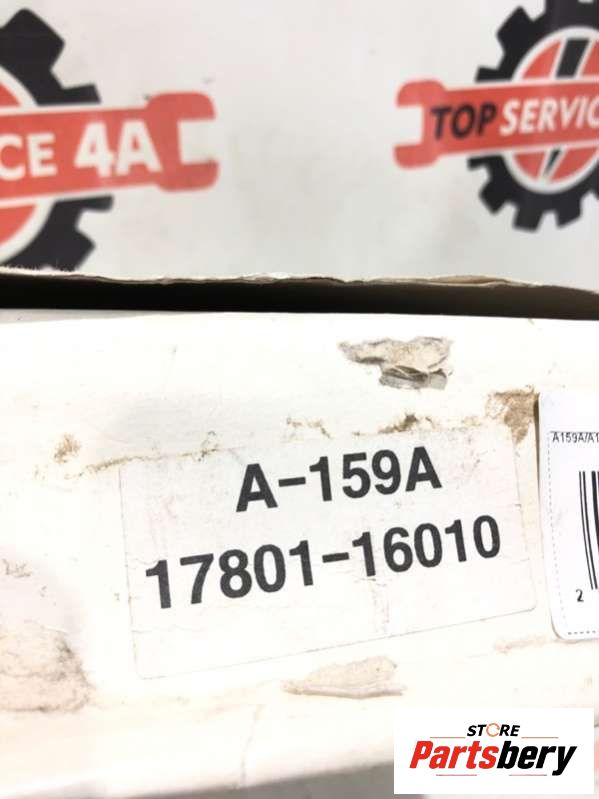 CE 4A
TOP SERVIC
A-159A
17801-16010
A159A/A1
2
STORE
Partsbery